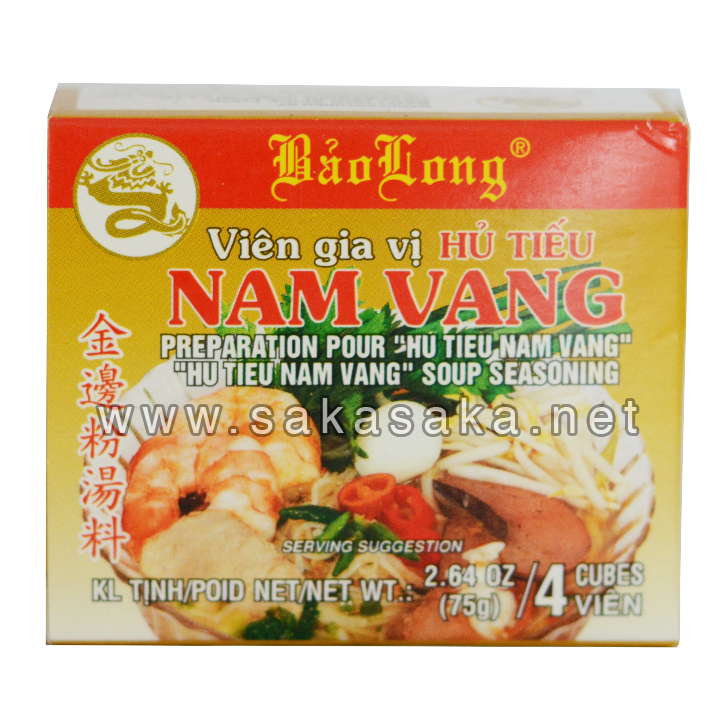 BảoLong®
Viên gia vị HỦ TIẾU
NAM VANG
PREPARATION POUR "HU TIEU NAM VANG"
"HU TIEU NAM VANG" SOUP SEASONING
金邊粉湯料
www.sakasaka.net
SERVING SUGGESTION
KL TỊNH/POID NET/NET WT.: 2.64 OZ (75g) /4 CUBES VIÊN